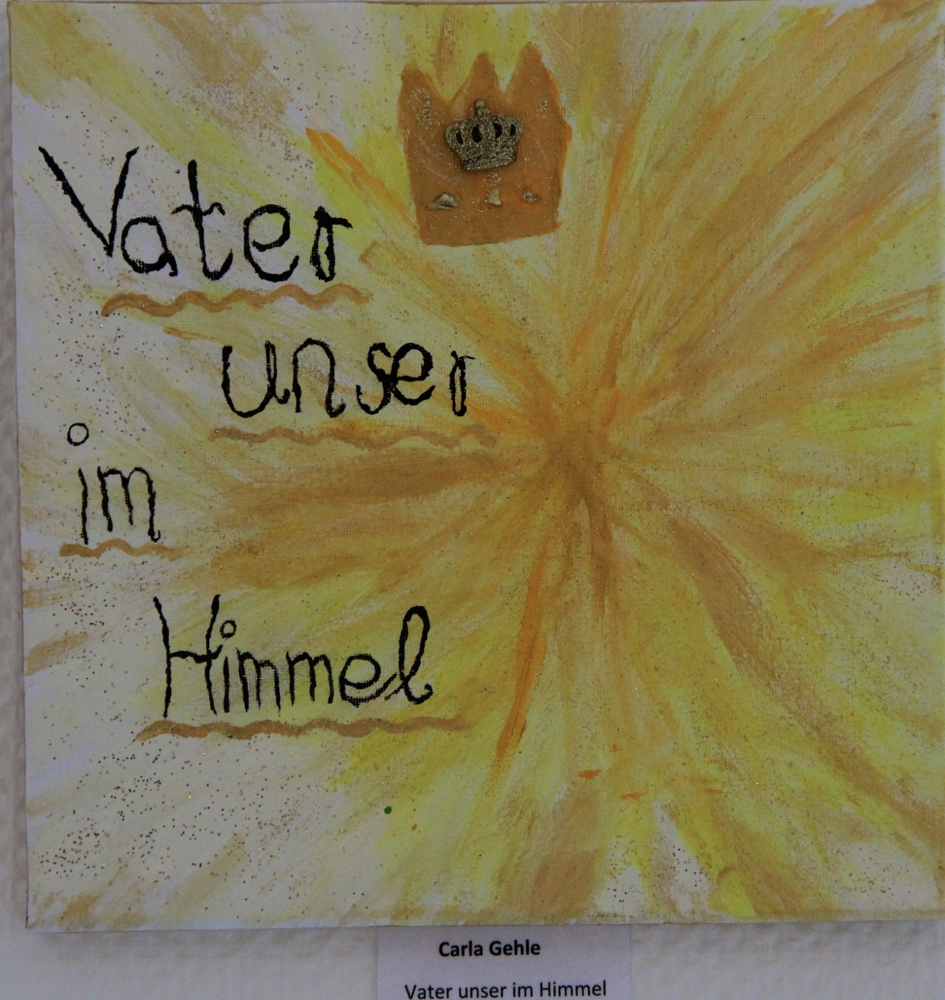 Vater
unser
im
Himmel
Carla Gehle
Vater unser im Himmel